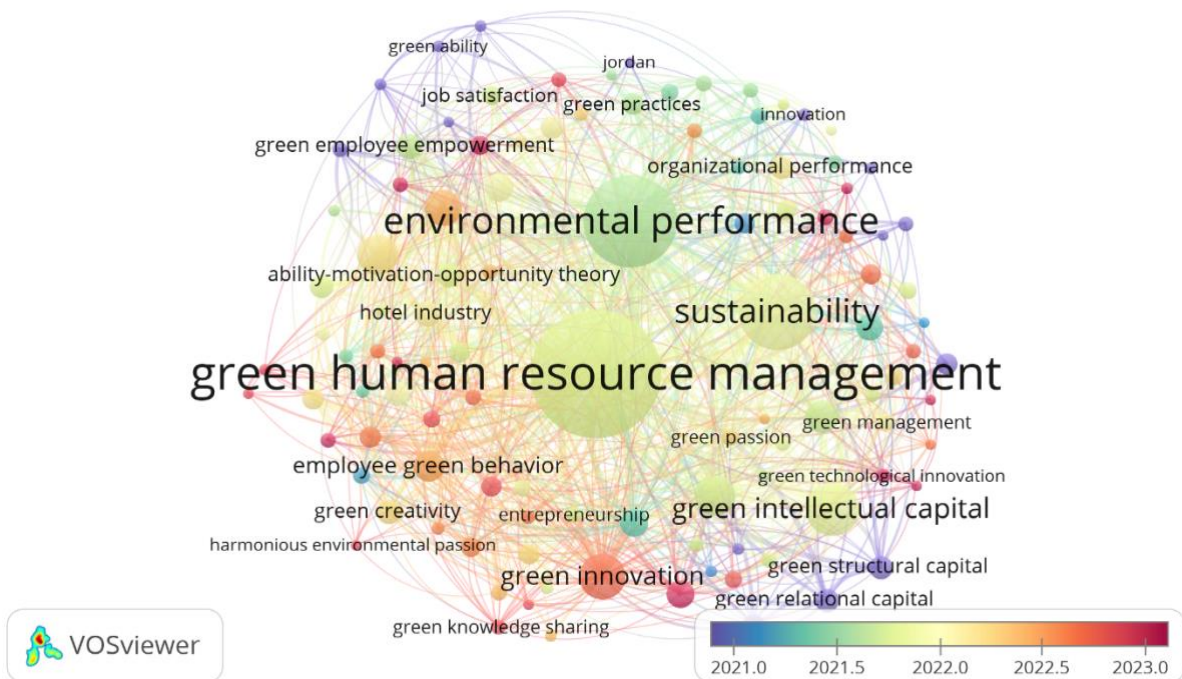 green ability
jordan
job satisfaction
green practices
innovation
green employee empowerment
organizational performance
environmental performance
ability-motivation-opportunity theory
hotel industry
sustainability
green human resource management
green management
green passion
employee green behavior
green technological innovation
green creativity
entrepreneurship
green intellectual capital
harmonious environmental passion
green structural capital
green innovation
green relational capital
green knowledge sharing
VOSviewer
2021.0 2021.5 2022.0 2022.5 2023.0